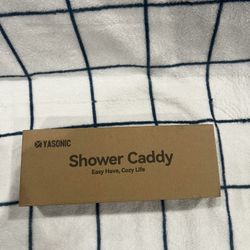 YASONIC
Shower Caddy
Easy Have, Cozy Life